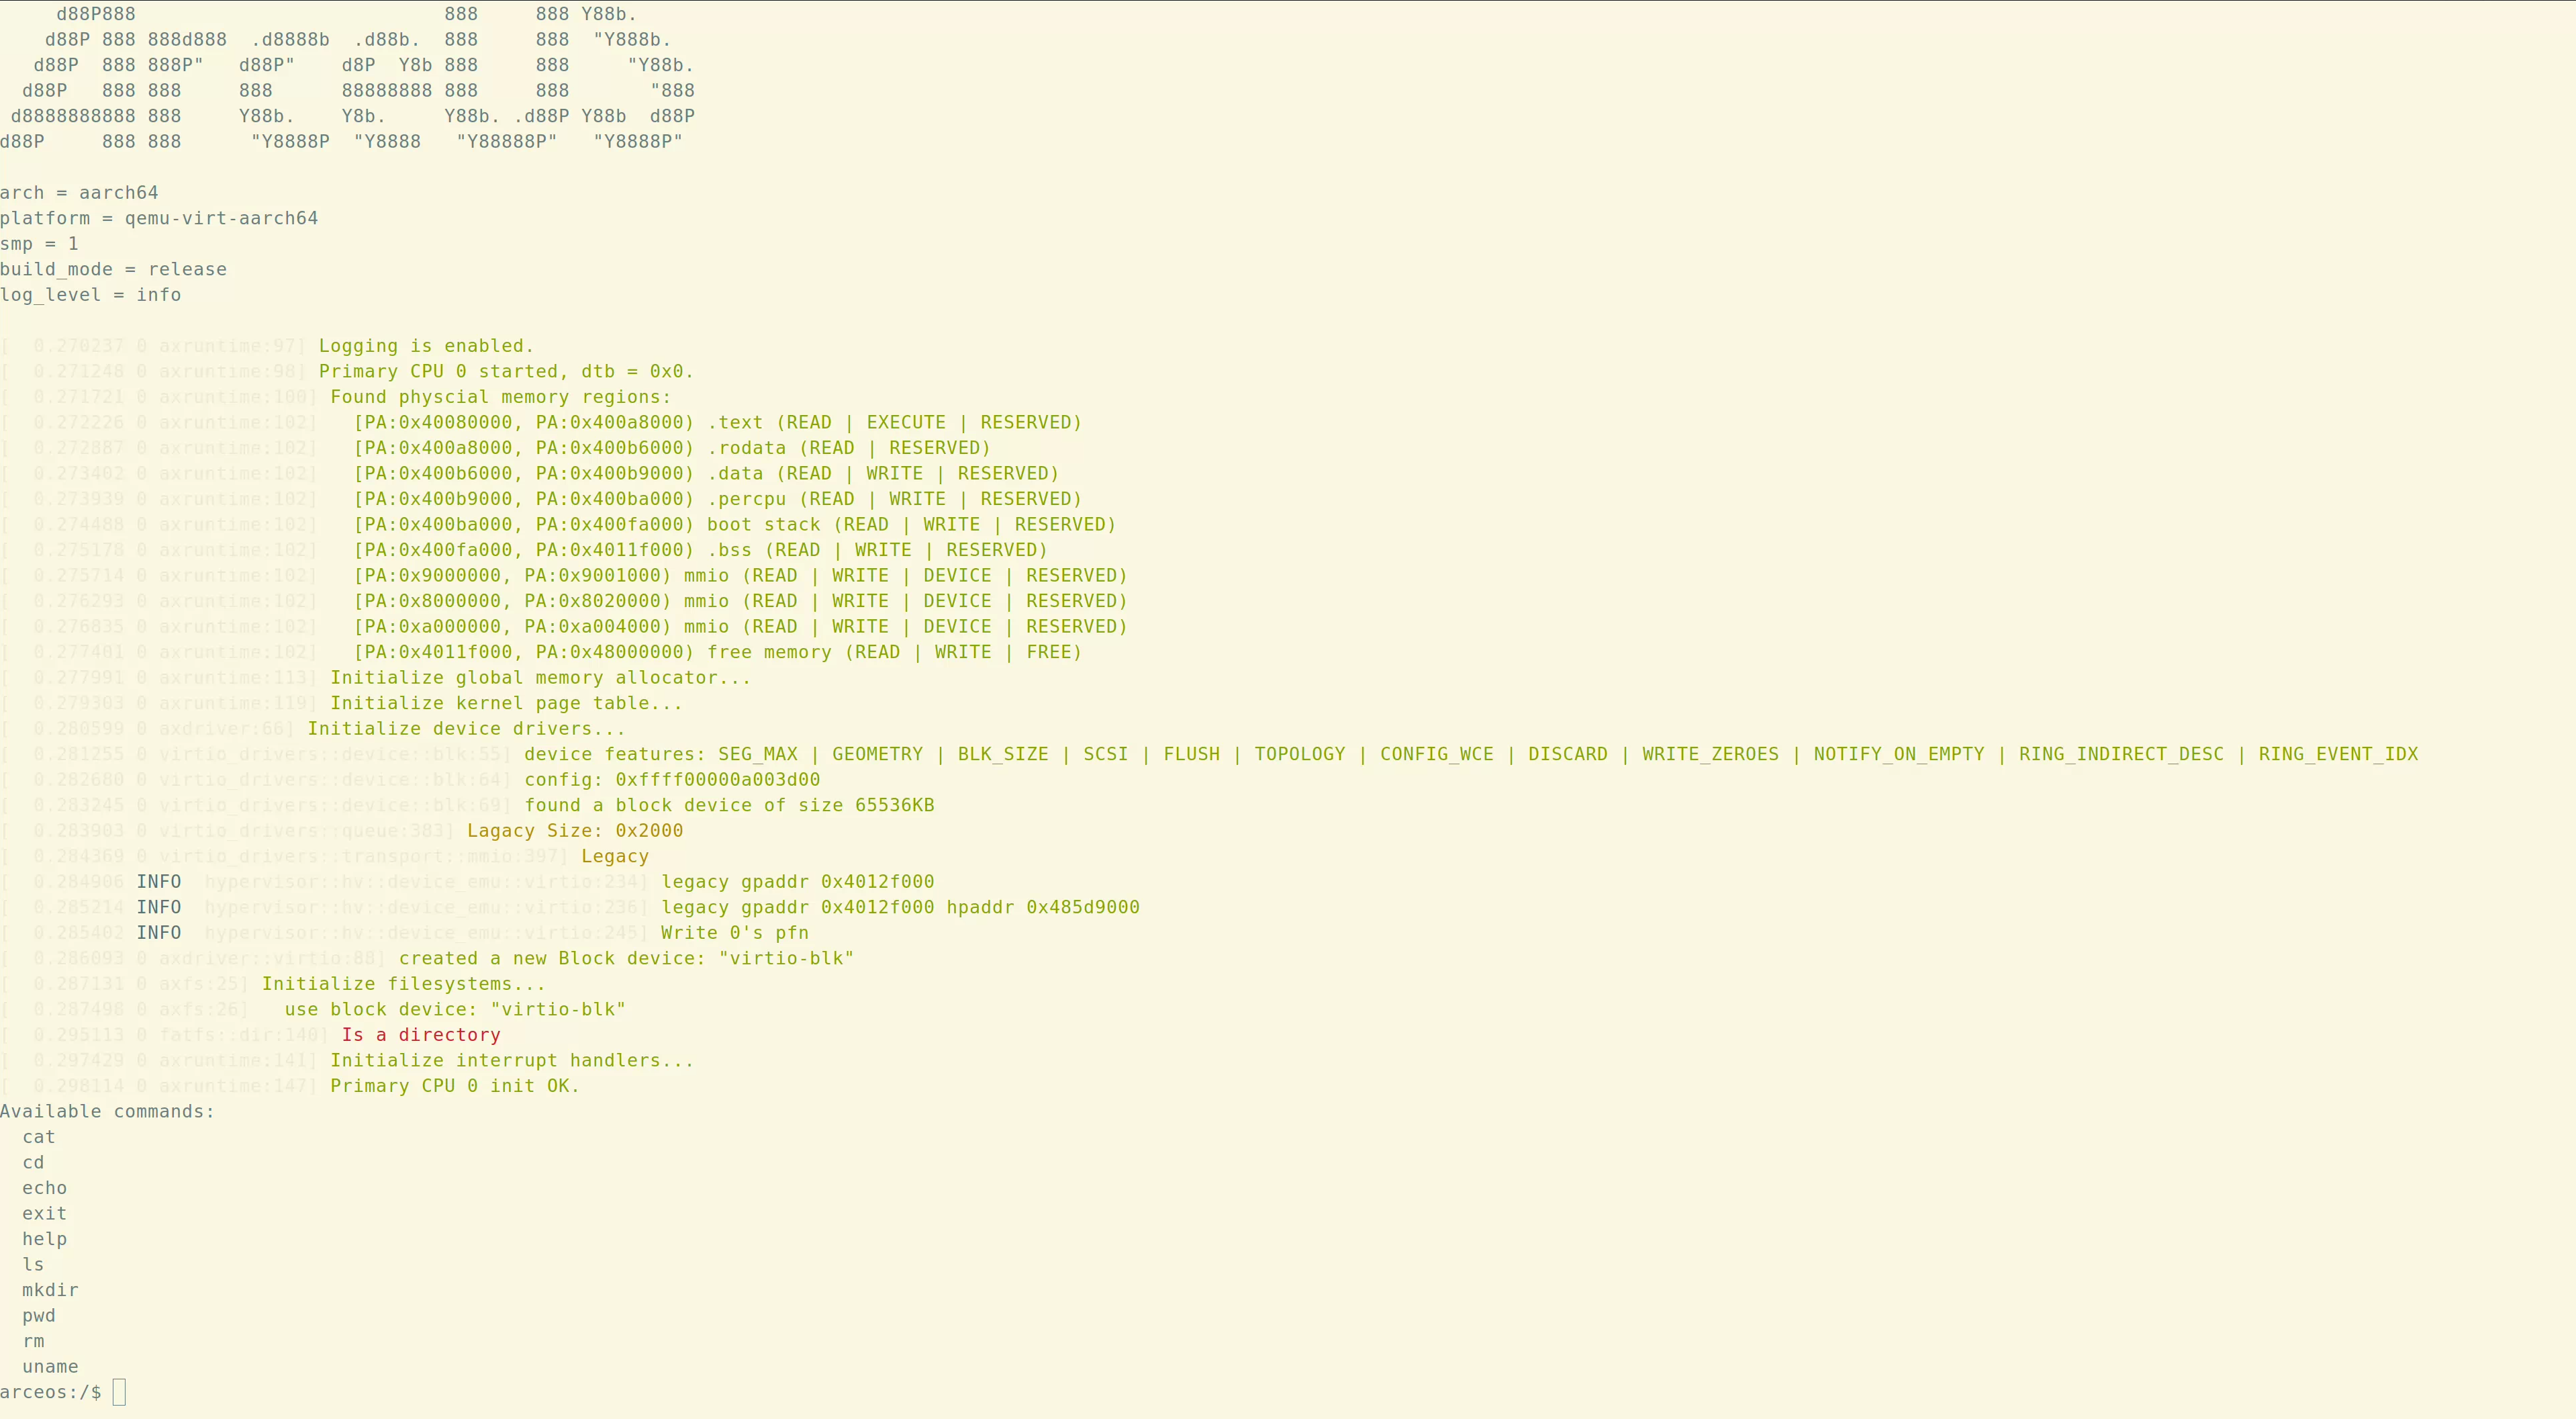 d88P888                           888     888 Y88b.
    d88P 888 888d888  .d8888b  .d88b.  888     888  "Y888b.
   d88P  888 888P"   d88P"    d8P  Y8b 888     888     "Y88b.
  d88P   888 888     888      88888888 888     888       "888
 d8888888888 888     Y88b.    Y8b.     Y88b. .d88P Y88b  d88P
d88P     888 888      "Y8888P  "Y8888   "Y88888P"   "Y8888P"
arch = aarch64
platform = qemu-virt-aarch64
smp = 1
build_mode = release
log_level = info
[  0.270237 0 axruntime:97] Logging is enabled.
[  0.271248 0 axruntime:98] Primary CPU 0 started, dtb = 0x0.
[  0.271721 0 axruntime:100] Found physcial memory regions:
[  0.272226 0 axruntime:102]   [PA:0x40080000, PA:0x400a8000) .text (READ | EXECUTE | RESERVED)
[  0.272887 0 axruntime:102]   [PA:0x400a8000, PA:0x400b6000) .rodata (READ | RESERVED)
[  0.273402 0 axruntime:102]   [PA:0x400b6000, PA:0x400b9000) .data (READ | WRITE | RESERVED)
[  0.273939 0 axruntime:102]   [PA:0x400b9000, PA:0x400ba000) .percpu (READ | WRITE | RESERVED)
[  0.274488 0 axruntime:102]   [PA:0x400ba000, PA:0x400fa000) boot stack (READ | WRITE | RESERVED)
[  0.275178 0 axruntime:102]   [PA:0x400fa000, PA:0x4011f000) .bss (READ | WRITE | RESERVED)
[  0.275714 0 axruntime:102]   [PA:0x9000000, PA:0x9001000) mmio (READ | WRITE | DEVICE | RESERVED)
[  0.276293 0 axruntime:102]   [PA:0x8000000, PA:0x8020000) mmio (READ | WRITE | DEVICE | RESERVED)
[  0.276835 0 axruntime:102]   [PA:0xa000000, PA:0xa004000) mmio (READ | WRITE | DEVICE | RESERVED)
[  0.277401 0 axruntime:102]   [PA:0x4011f000, PA:0x48000000) free memory (READ | WRITE | FREE)
[  0.277991 0 axruntime:113] Initialize global memory allocator...
[  0.279303 0 axruntime:119] Initialize kernel page table...
[  0.280599 0 axdriver:66] Initialize device drivers...
[  0.281255 0 virtio_drivers::device::blk:55] device features: SEG_MAX | GEOMETRY | BLK_SIZE | SCSI | FLUSH | TOPOLOGY | CONFIG_WCE | DISCARD | WRITE_ZEROES | NOTIFY_ON_EMPTY | RING_INDIRECT_DESC | RING_EVENT_IDX
[  0.282680 0 virtio_drivers::device::blk:64] config: 0xffff00000a003d00
[  0.283245 0 virtio_drivers::device::blk:69] found a block device of size 65536KB
[  0.283903 0 virtio_drivers::queue:383] Lagacy Size: 0x2000
[  0.284369 0 virtio_drivers::transport::mmio:397] Legacy
[  0.284906 INFO  hypervisor::hv::device_emu::virtio:234] legacy gpaddr 0x4012f000
[  0.285214 INFO  hypervisor::hv::device_emu::virtio:236] legacy gpaddr 0x4012f000 hpaddr 0x485d9000
[  0.285402 INFO  hypervisor::hv::device_emu::virtio:245] Write 0's pfn
[  0.286093 0 axdriver::virtio:88] created a new Block device: "virtio-blk"
[  0.287131 0 axfs:25] Initialize filesystems...
[  0.287498 0 axfs:26]   use block device: "virtio-blk"
[  0.295113 0 fatfs::dir:140] Is a directory
[  0.297429 0 axruntime:141] Initialize interrupt handlers...
[  0.298114 0 axruntime:147] Primary CPU 0 init OK.
Available commands:
  cat
  cd
  echo
  exit
  help
  ls
  mkdir
  pwd
  rm
  uname
arceos:/$